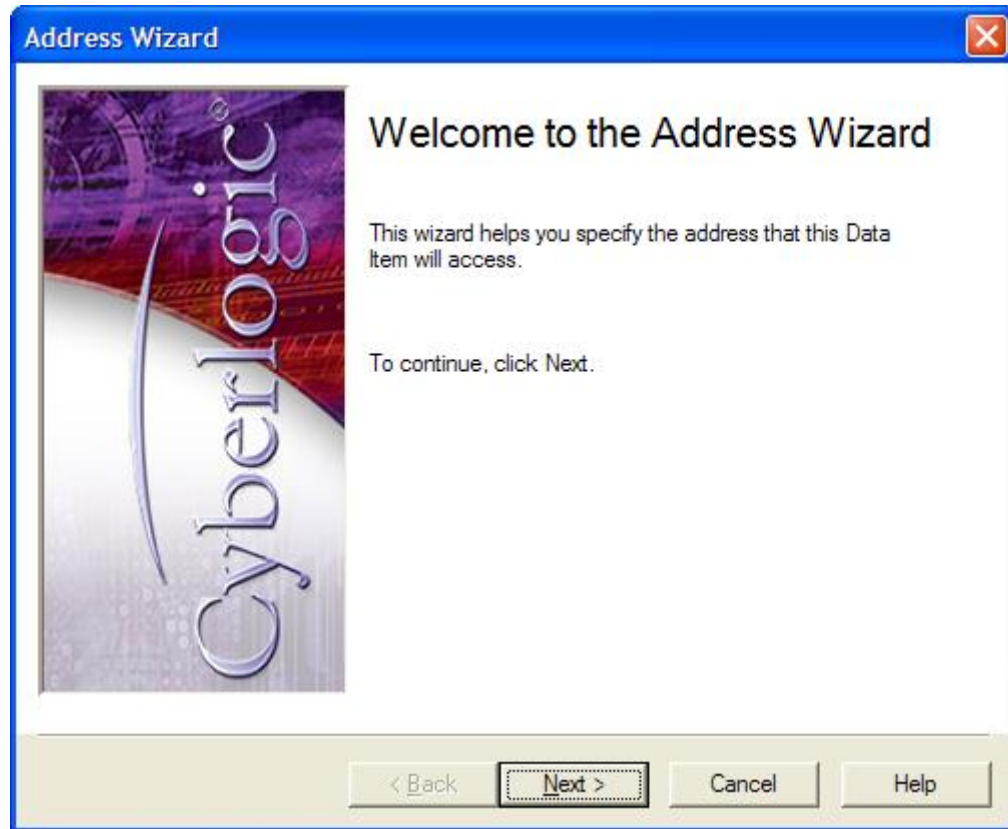 Address Wizard
Cyberlogic®
Welcome to the Address Wizard
This wizard helps you specify the address that this Data
Item will access.
To continue, click Next.
< Back
Next >
Cancel
Help